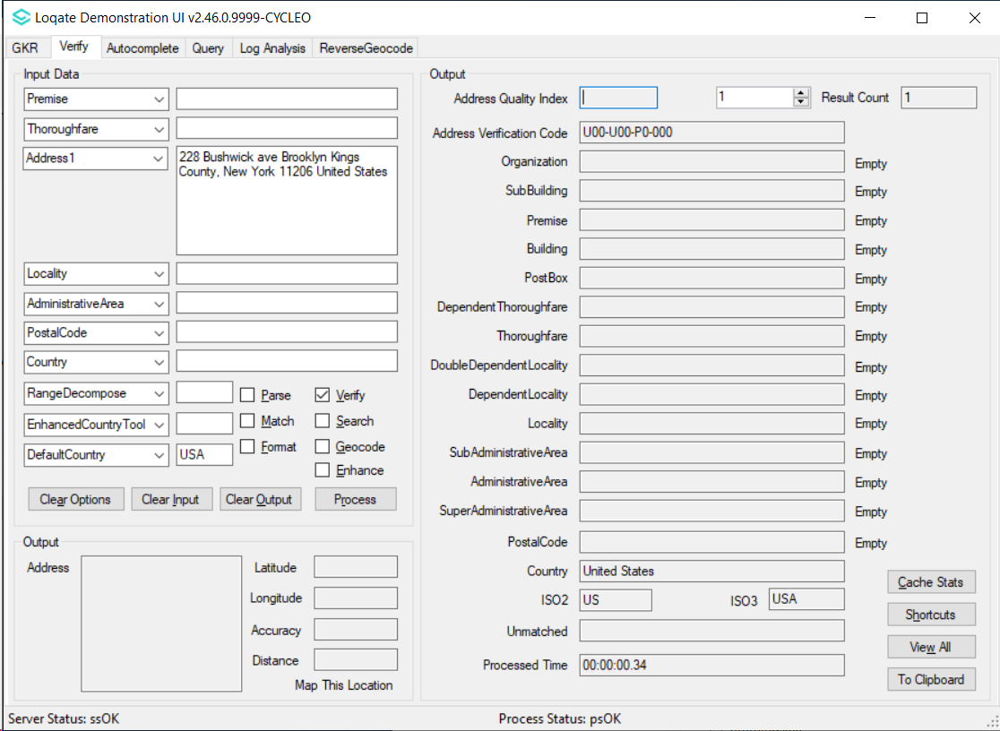 Loqate Demonstration UI v2.46.0.9999-CYCLEO
GKR Verify Autocomplete Query Log Analysis ReverseGeocode
Input Data
Premise
Thoroughfare
Address1
228 Bushwick ave Brooklyn Kings
County, New York 11206 United States
Locality
AdministrativeArea
PostalCode
Country
RangeDecompose
Parse
Verify
EnhancedCountryTool
Match
Search
DefaultCountry
USA
Format
Geocode
Enhance
Clear Options
Clear Input
Clear Output
Process
Output
Address
Latitude
Longitude
Accuracy
Distance
Map This Location
Output
Address Quality Index
1
Result Count 1
Address Verification Code U00-U00-P0-000
Organization Empty
SubBuilding Empty
Premise Empty
Building Empty
PostBox Empty
DependentThoroughfare Empty
Thoroughfare Empty
DoubleDependentLocality Empty
DependentLocality Empty
Locality Empty
SubAdministrativeArea Empty
AdministrativeArea Empty
SuperAdministrativeArea Empty
PostalCode Empty
Country United States
ISO2 US
ISO3 USA
Unmatched
Processed Time 00:00:00.34
Cache Stats
Shortcuts
View All
To Clipboard
Server Status: ssOK
Process Status: psOK